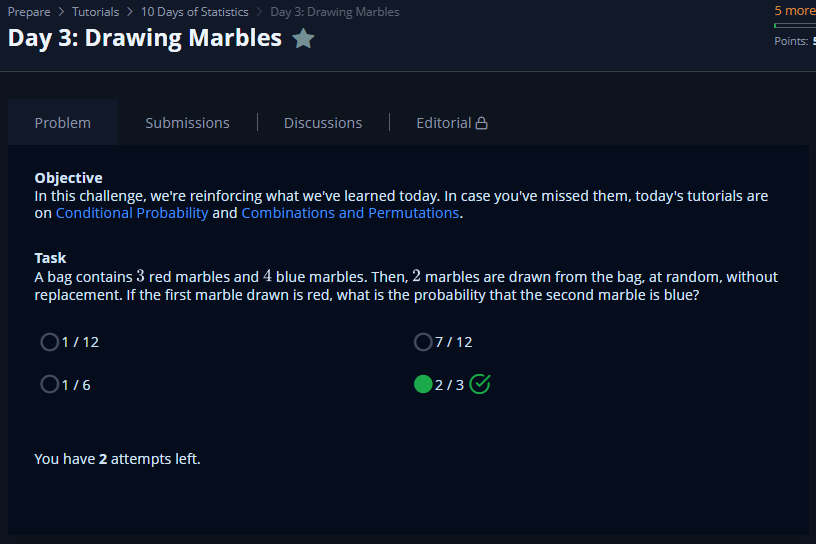 Prepare > Tutorials > 10 Days of Statistics > Day 3: Drawing Marbles
5 more
Day 3: Drawing Marbles
Points:
Problem
Submissions
Discussions
Editorial
Objective
In this challenge, we're reinforcing what we've learned today. In case you've missed them, today's tutorials are
on Conditional Probability and Combinations and Permutations.
Task
A bag contains 3 red marbles and 4 blue marbles. Then, 2 marbles are drawn from the bag, at random, without
replacement. If the first marble drawn is red, what is the probability that the second marble is blue?
1 / 12
7 / 12
1 / 6
2 / 3
You have 2 attempts left.